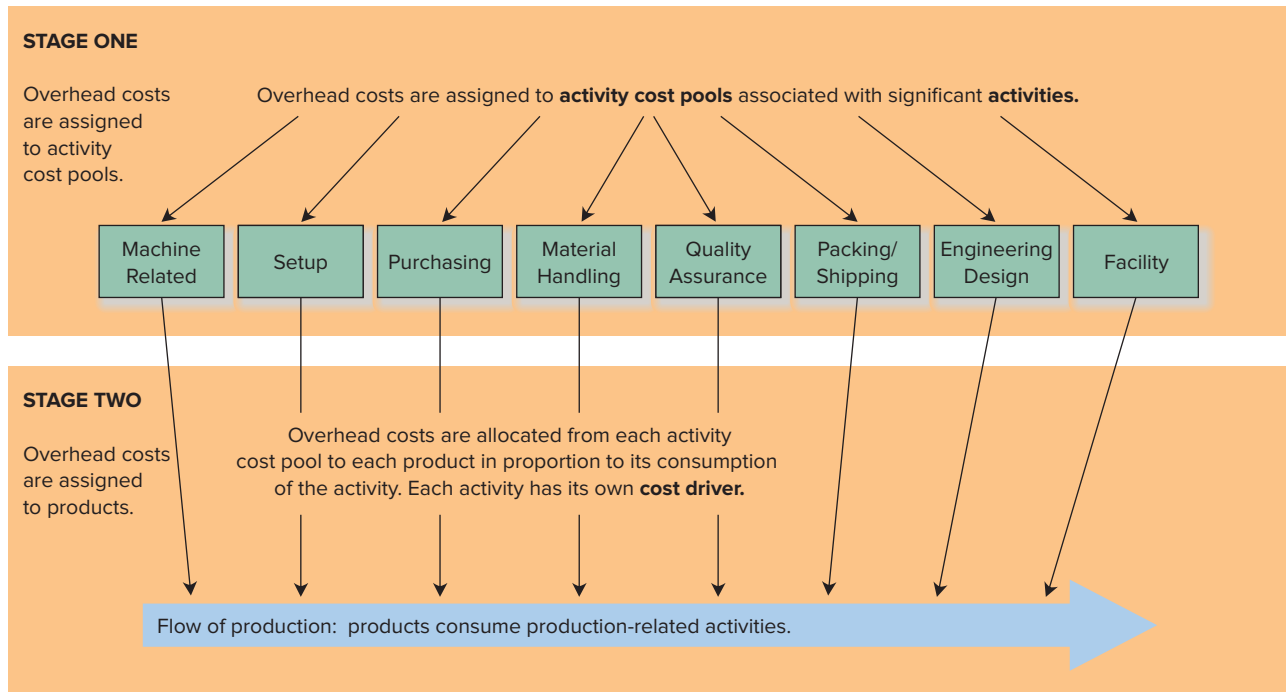 STAGE ONE
Overhead costs
are assigned
to activity
cost pools.
Overhead costs are assigned to activity cost pools associated with significant activities.
Machine
Related
Setup
Purchasing
Material
Handling
Quality
Assurance
Packing/
Shipping
Engineering
Design
Facility
STAGE TWO
Overhead costs
are assigned
to products.
Overhead costs are allocated from each activity
cost pool to each product in proportion to its consumption
of the activity. Each activity has its own cost driver.
Flow of production: products consume production-related activities.